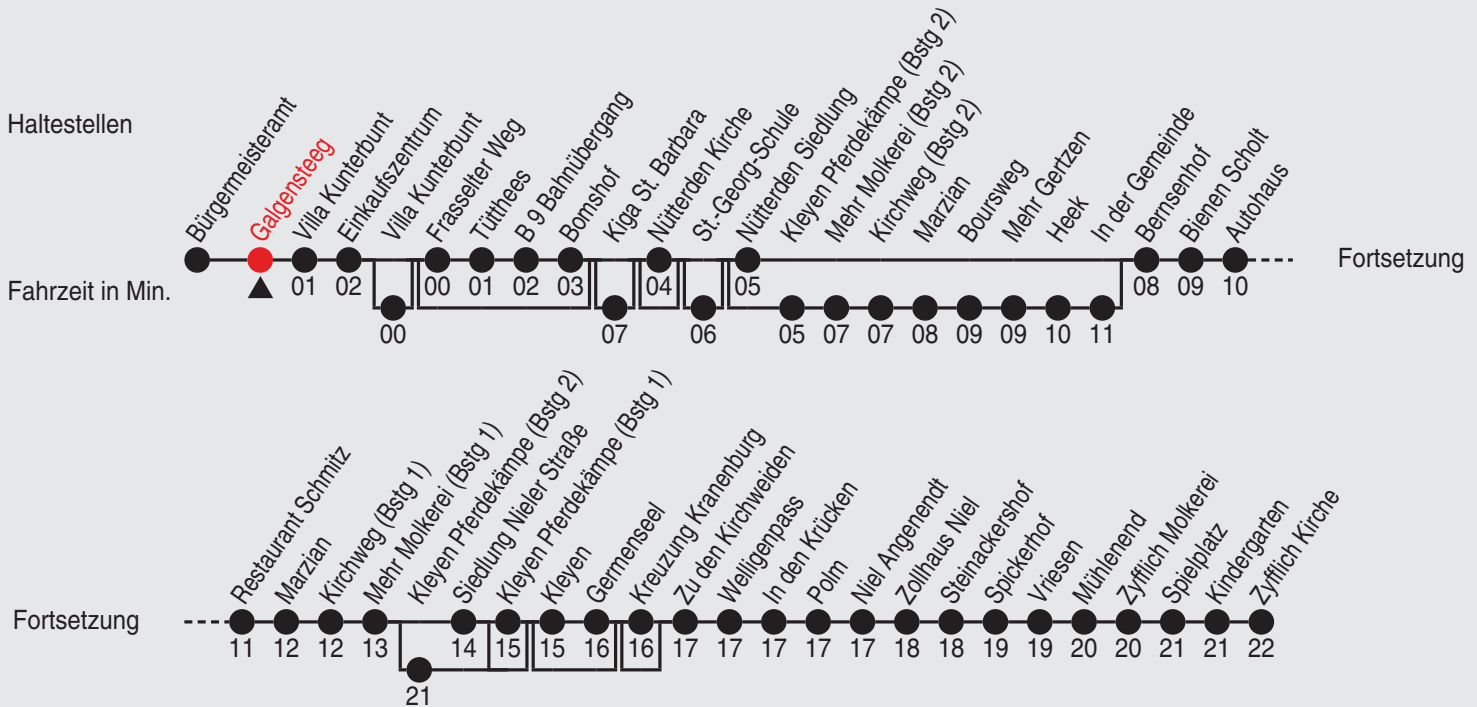 Haltestellen
Bürgermeisteramt
Galgensteeg
Villa Kunterbunt
Einkaufszentrum
Villa Kunterbunt
Frasselter Weg
Tütthees
B 9 Bahnübergang
Bomshof
Kiga St. Barbara
Nütterden Kirche
St.-Georg-Schule
Nütterden Siedlung
Kleyen Pferdekämpe (Bstg 2)
Mehr Molkerei (Bstg 2)
Kirchweg (Bstg 2)
Marzian
Boursweg
Mehr Gertzen
Heek
In der Gemeinde
Bernsenhof
Bienen Scholt
Autohaus
Fortsetzung
Fahrzeit in Min.
01 02 00 01 02 03 04 05 08 09 10
00 07 06 05 07 07 08 09 09 10 11
Restaurant Schmitz
Marzian
Kirchweg (Bstg 1)
Mehr Molkerei (Bstg 1)
Kleyen Pferdekämpe (Bstg 2)
Siedlung Nieler Straße
Kleyen Pferdekämpe (Bstg 1)
Kleyen
Germenseel
Kreuzung Kranenburg
Zu den Kirchweiden
Welligenpass
In den Krücken
Polm
Niel Angenendt
Zollhaus Niel
Steinackershof
Spickerhof
Vriesen
Mühlenend
Zyfflich Molkerei
Spielplatz
Kindergarten
Zyfflich Kirche
Fortsetzung
11 12 12 13 14 15 15 16 16 17 17 17 17 17 18 18 19 19 20 20 21 21 22
21